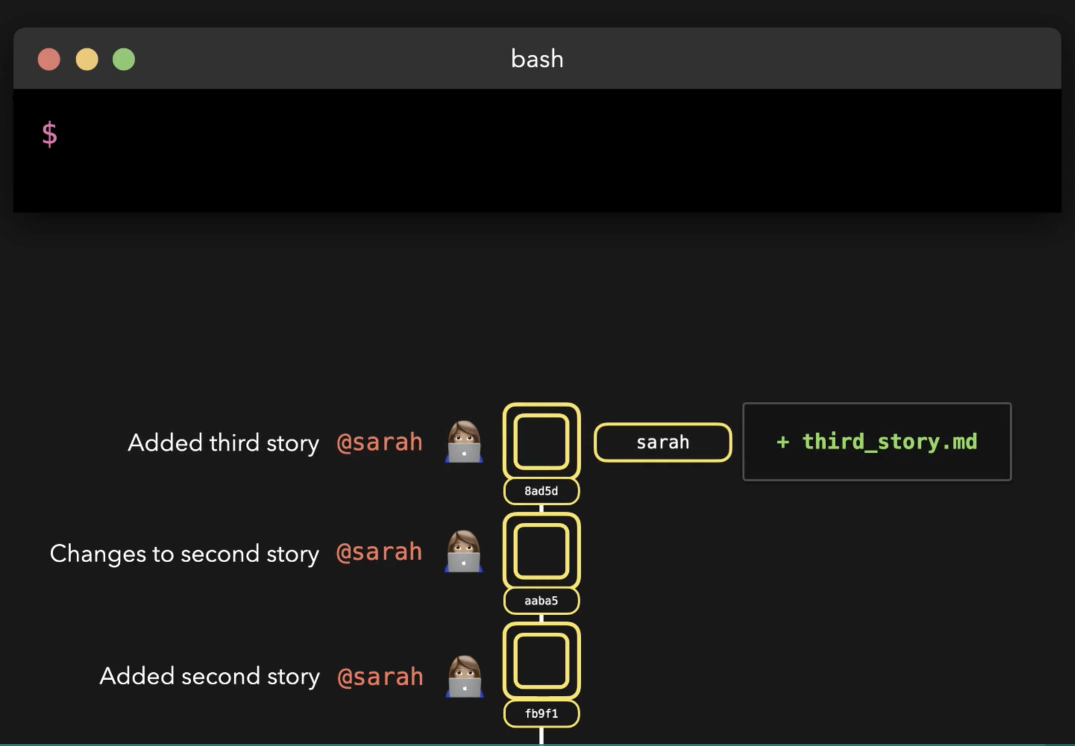 bash
$
Added third story @sarah sarah + third_story.md
8ad5d
Changes to second story @sarah
aaba5
Added second story @sarah
fb9f1